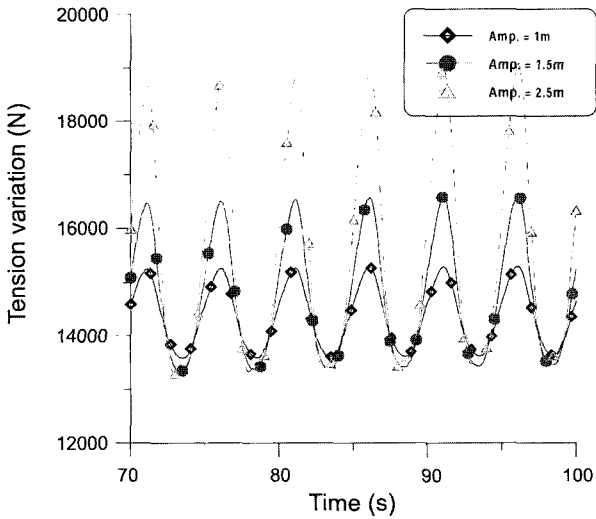 20000
18000
16000
14000
12000
Tension variation (N)
70
80
90
100
Time (s)
Amp. = 1m
Amp. = 1.5m
Amp. = 2.5m